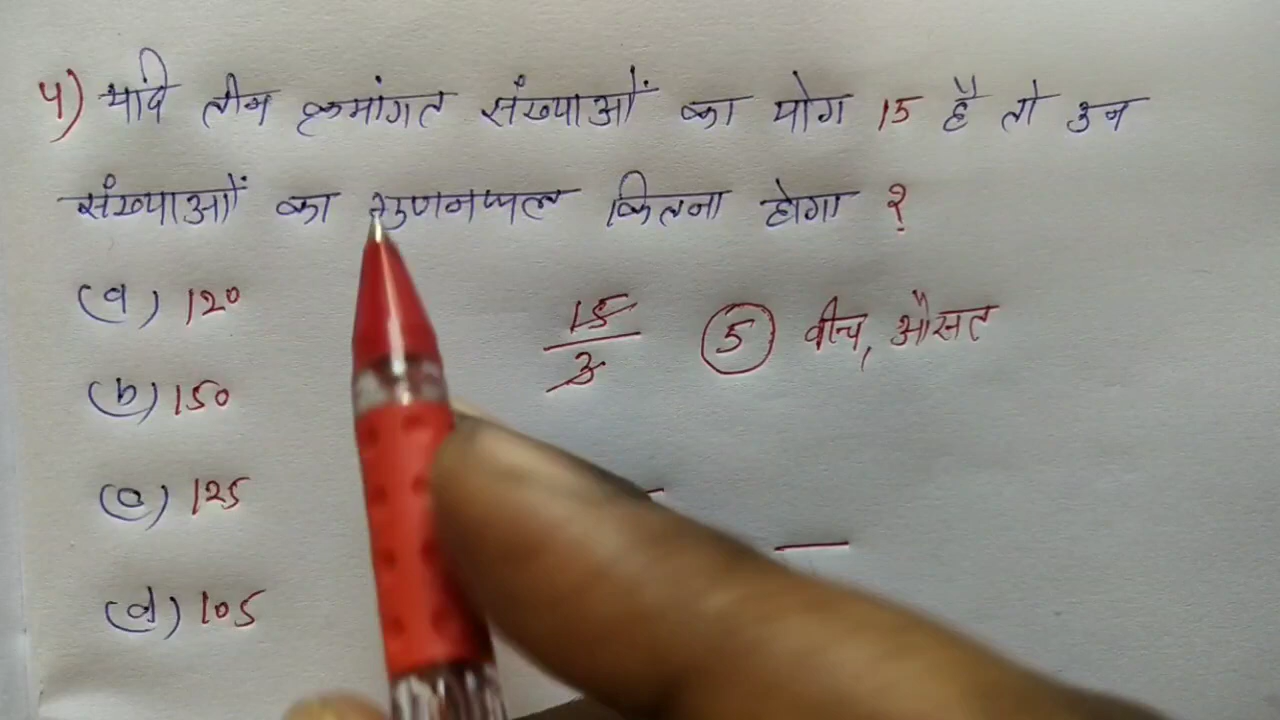 4) यदि तीन क्रमांगत संख्याओं का योग 15 है तो उन
संख्याओं का गुणनफल कितना होगा ?
(a) 120
15/3 (5) बीच, औसत
(b) 150
(c) 125
(d) 105